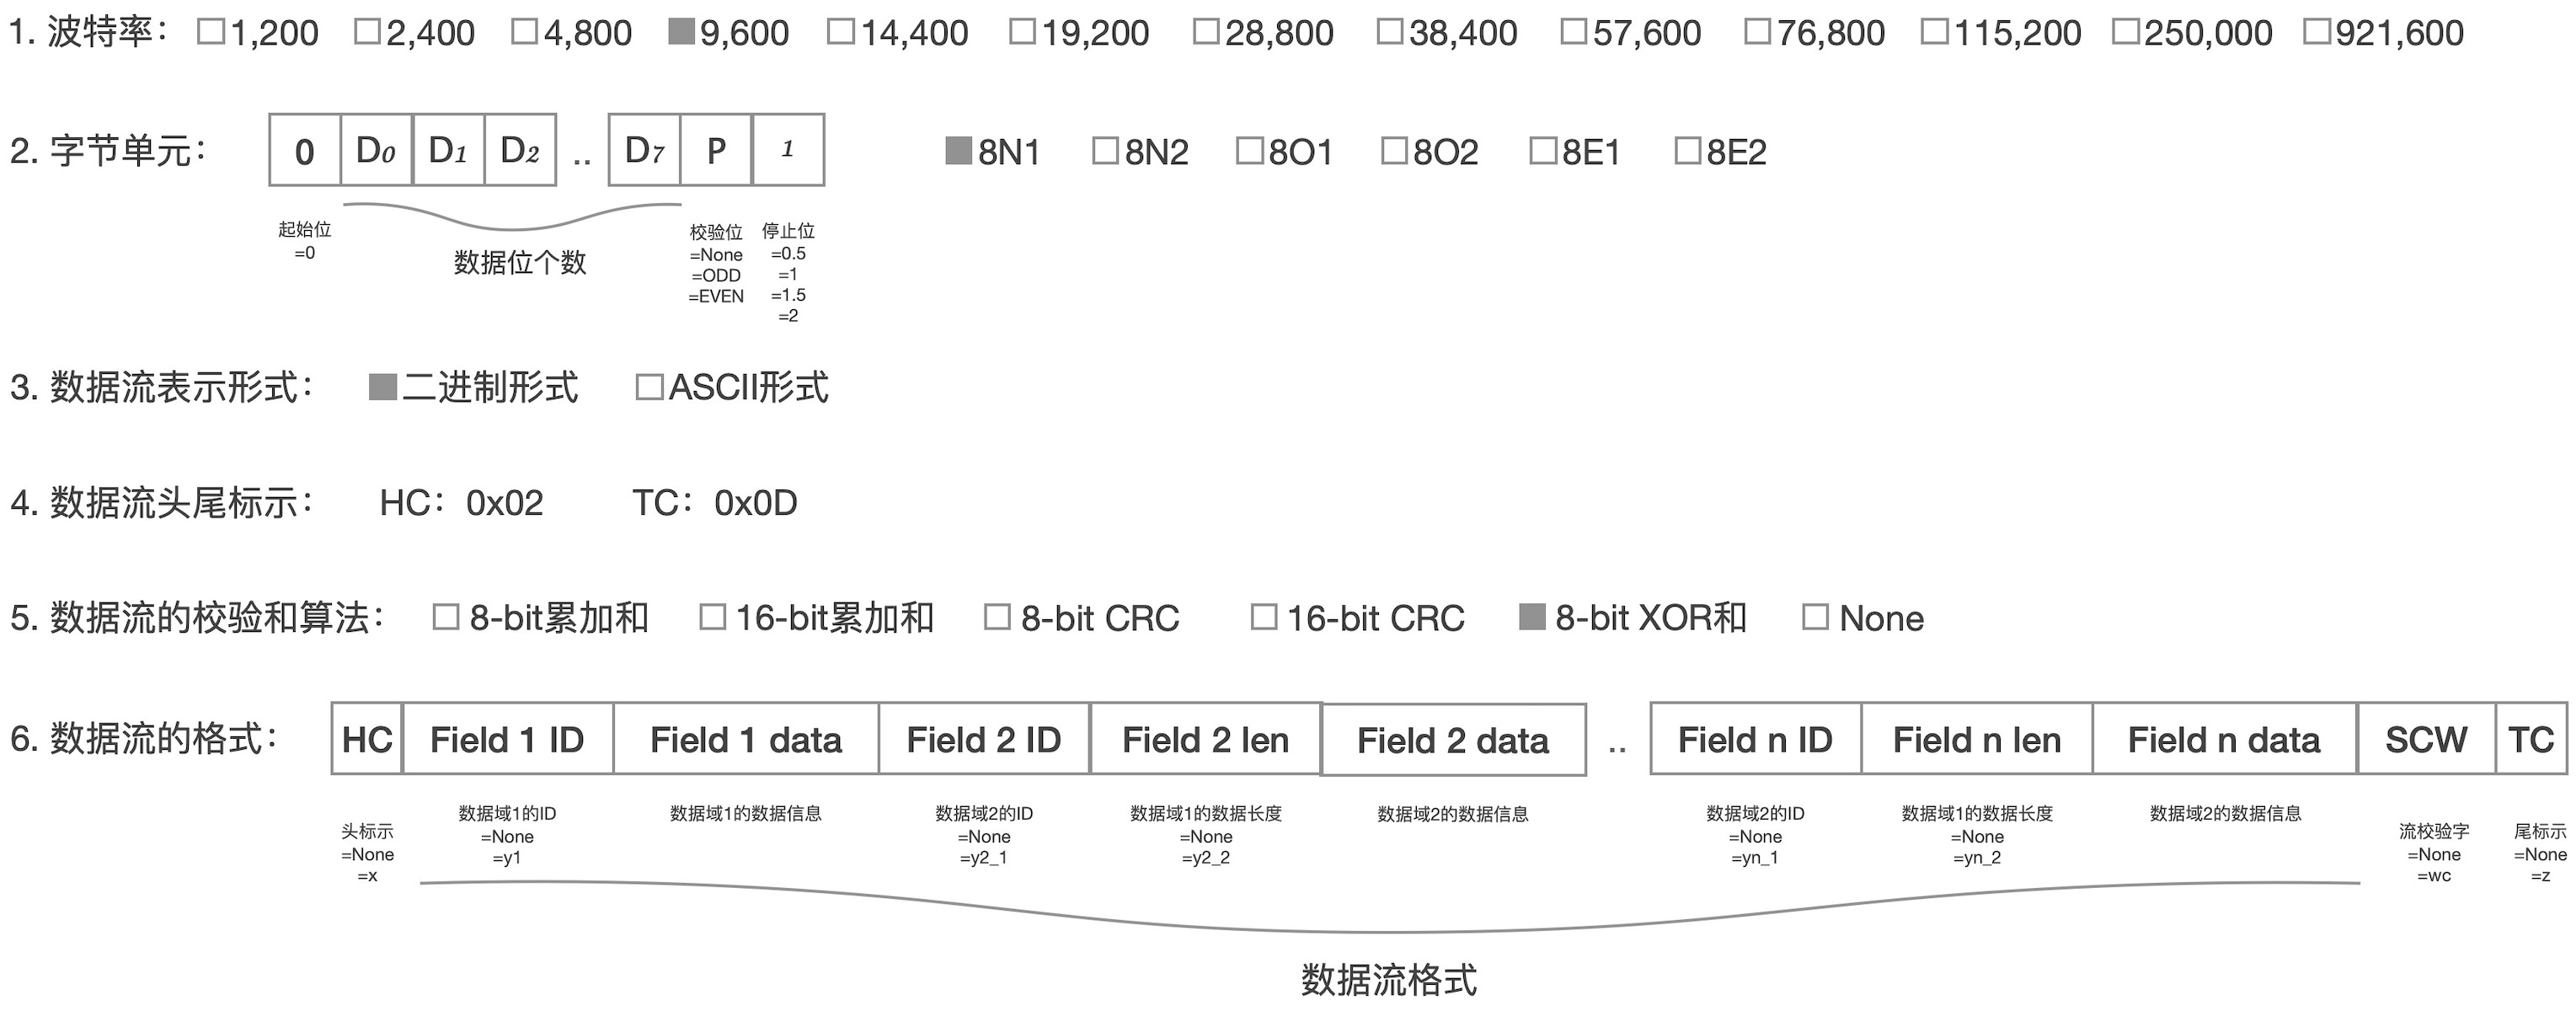 1. 波特率： □1,200 □2,400 □4,800 ■9,600 □14,400 □19,200 □28,800 □38,400 □57,600 □76,800 □115,200 □250,000 □921,600
2. 字节单元： 0 D0 D1 D2 .. D7 P 1 ■8N1 □8N2 □8O1 □8O2 □8E1 □8E2
起始位
=0
数据位个数
校验位
=None
=ODD
=EVEN
停止位
=0.5
=1
=1.5
=2
3. 数据流表示形式： ■二进制形式 □ASCII形式
4. 数据流头尾标示： HC：0x02 TC：0x0D
5. 数据流的校验和算法： □ 8-bit累加和 □ 16-bit累加和 □ 8-bit CRC □ 16-bit CRC ■ 8-bit XOR和 □ None
6. 数据流的格式： HC Field 1 ID Field 1 data Field 2 ID Field 2 len Field 2 data .. Field n ID Field n len Field n data SCW TC
头标示
=None
=x
数据域1的ID
=None
=y1
数据域1的数据信息
数据域2的ID
=None
=y2_1
数据域1的数据长度
=None
=y2_2
数据域2的数据信息
数据域2的ID
=None
=yn_1
数据域1的数据长度
=None
=yn_2
数据域2的数据信息
流校验字
=None
=wc
尾标示
=None
=z
数据流格式